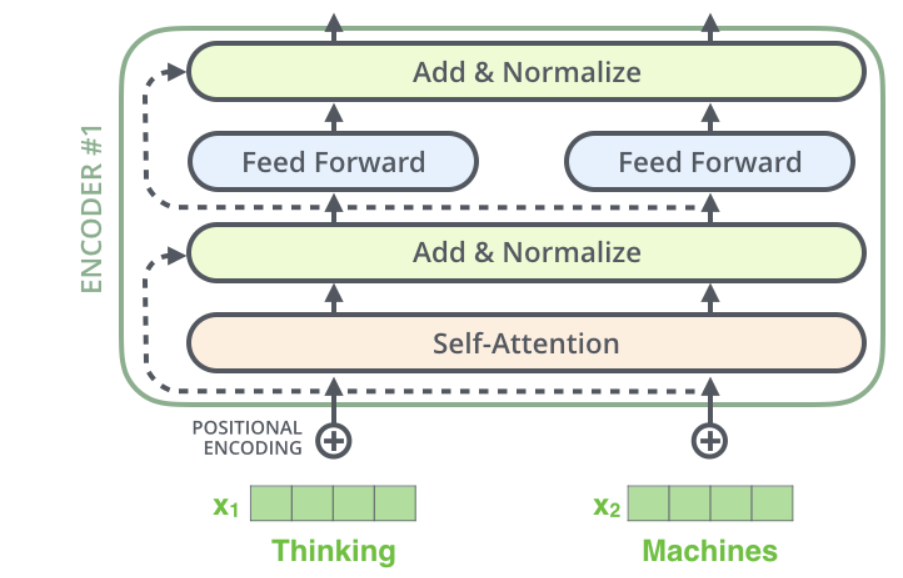 ENCODER #1
Add & Normalize
Feed Forward
Feed Forward
Add & Normalize
Self-Attention
POSITIONAL
ENCODING
x₁
x₂
Thinking
Machines